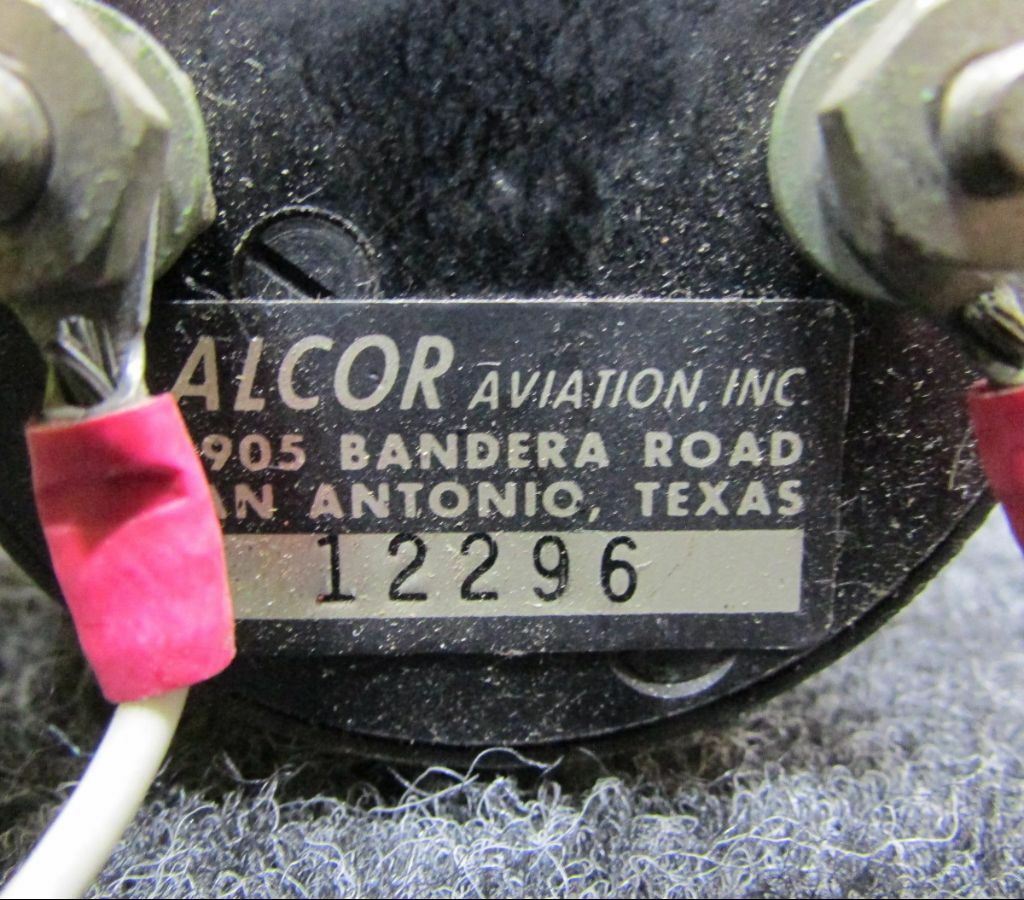 ALCOR AVIATION, INC.
905 BANDERA ROAD
AN ANTONIO, TEXAS
12296